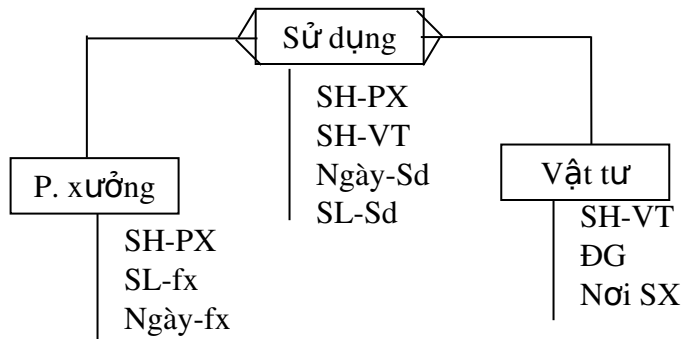 Sử dụng
SH-PX
SH-VT
Ngày-Sd
SL-Sd
P. xưởng
SH-PX
SL-fx
Ngày-fx
Vật tư
SH-VT
ĐG
Nơi SX